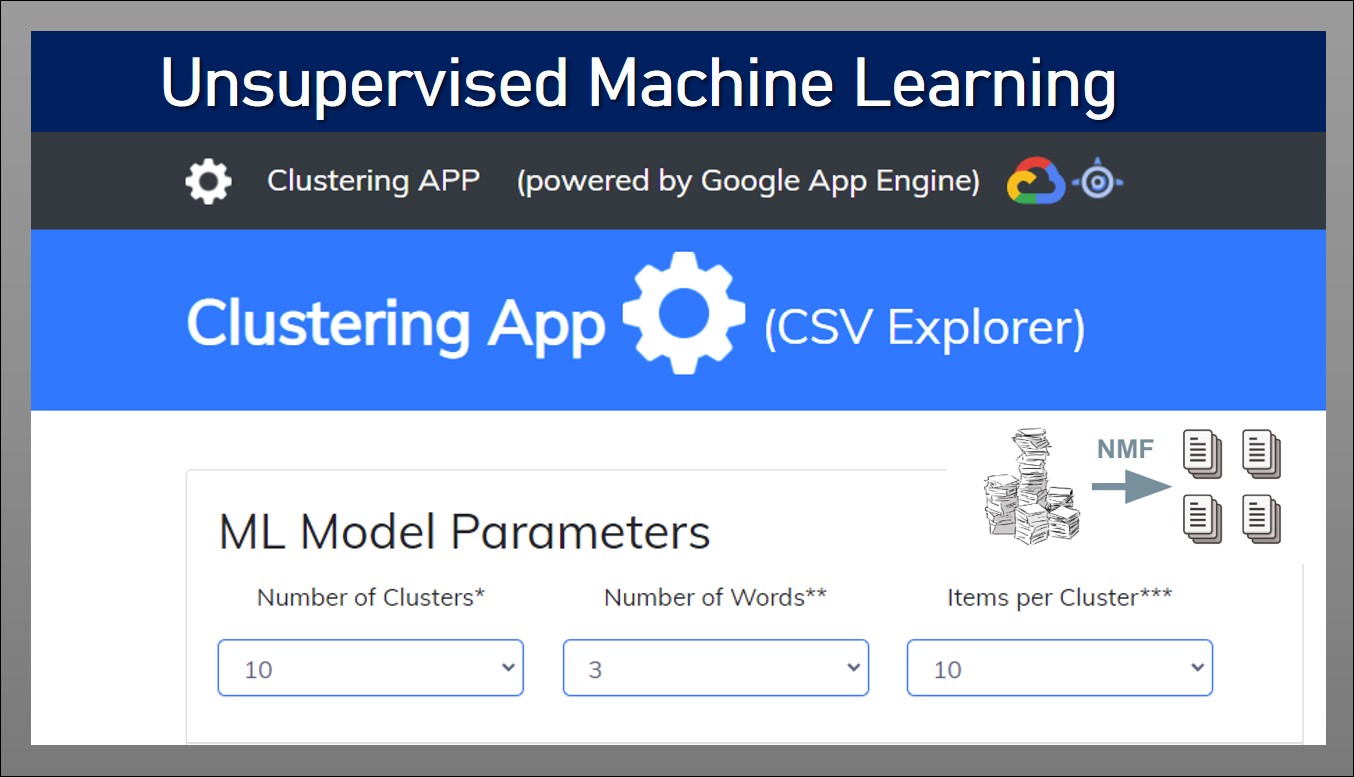 Unsupervised Machine Learning
Clustering APP (powered by Google App Engine)
Clustering App (CSV Explorer)
NMF
ML Model Parameters
Number of Clusters* Number of Words** Items per Cluster***
10 3 10